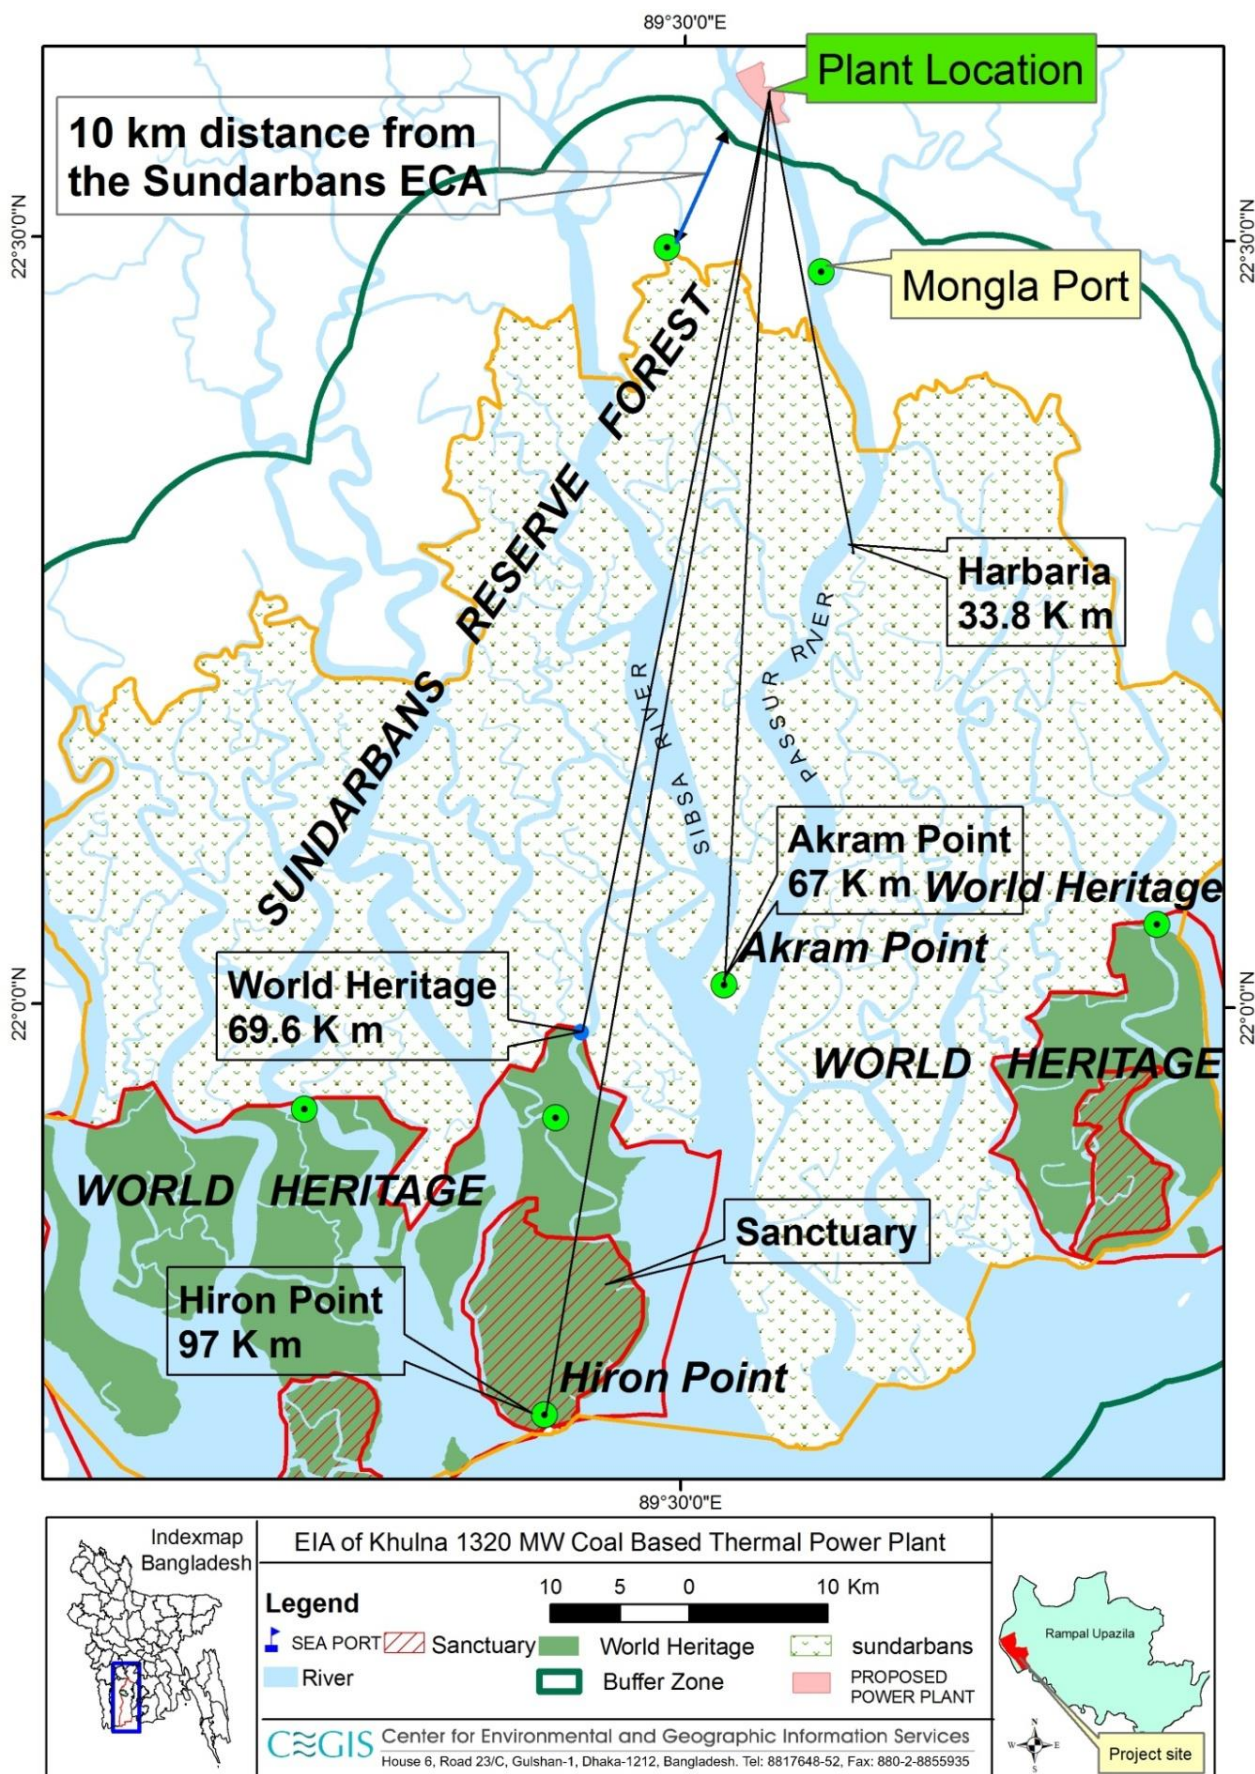 89°30'0"E
Plant Location
10 km distance from
the Sundarbans ECA
22°30'0"N
22°30'0"N
Mongla Port
SUNDARBANS RESERVE FOREST
Harbaria
33.8 K m
SIBSA RIVER
PASSUR RIVER
Akram Point
67 K m
World Heritage
Akram Point
World Heritage
69.6 K m
22°0'0"N
22°0'0"N
WORLD HERITAGE
WORLD HERITAGE
Sanctuary
Hiron Point
97 K m
Hiron Point
89°30'0"E
Indexmap
Bangladesh
EIA of Khulna 1320 MW Coal Based Thermal Power Plant
10 5 0 10 Km
Legend
SEA PORT Sanctuary World Heritage sundarbans
River Buffer Zone PROPOSED
POWER PLANT
CEGIS Center for Environmental and Geographic Information Services
House 6, Road 23/C, Gulshan-1, Dhaka-1212, Bangladesh. Tel: 8817648-52, Fax: 880-2-8855935
Rampal Upazila
N
W E
S
Project site